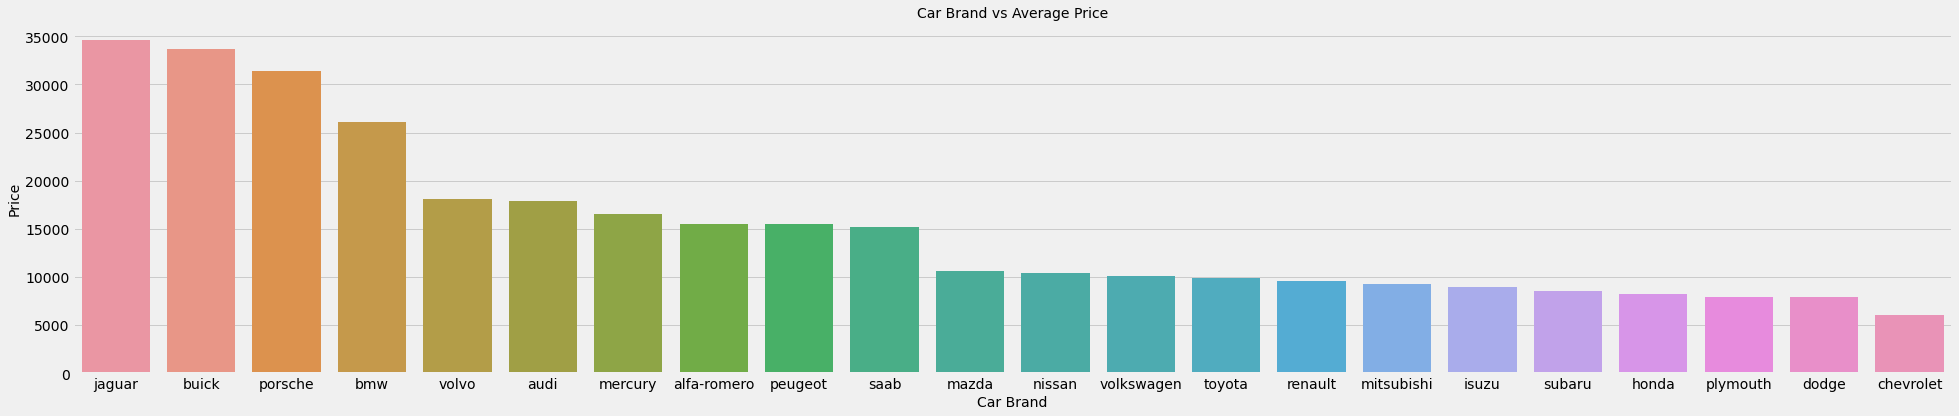 Car Brand vs Average Price
35000
30000
25000
20000
15000
10000
5000
0
Price
jaguar buick porsche bmw volvo audi mercury alfa-romero peugeot saab mazda nissan volkswagen toyota renault mitsubishi isuzu subaru honda plymouth dodge chevrolet
Car Brand